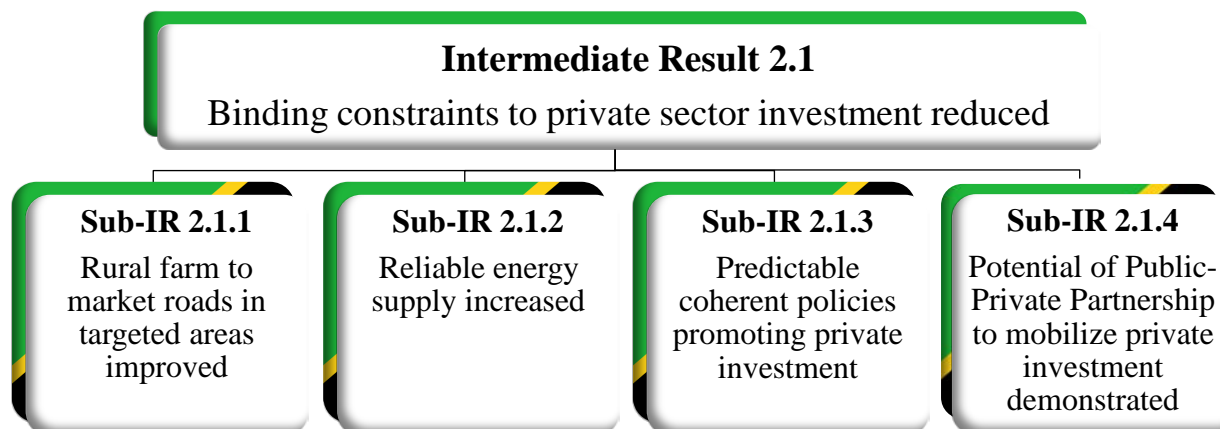 Intermediate Result 2.1
Binding constraints to private sector investment reduced
Sub-IR 2.1.1
Rural farm to
market roads in
targeted areas
improved
Sub-IR 2.1.2
Reliable energy
supply increased
Sub-IR 2.1.3
Predictable
coherent policies
promoting private
investment
Sub-IR 2.1.4
Potential of Public-
Private Partnership
to mobilize private
investment
demonstrated